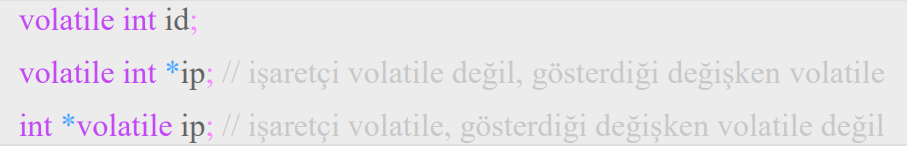 volatile int id;
volatile int *ip; // işaretçi volatile değil, gösterdiği değişken volatile
int *volatile ip; // işaretçi volatile, gösterdiği değişken volatile değil